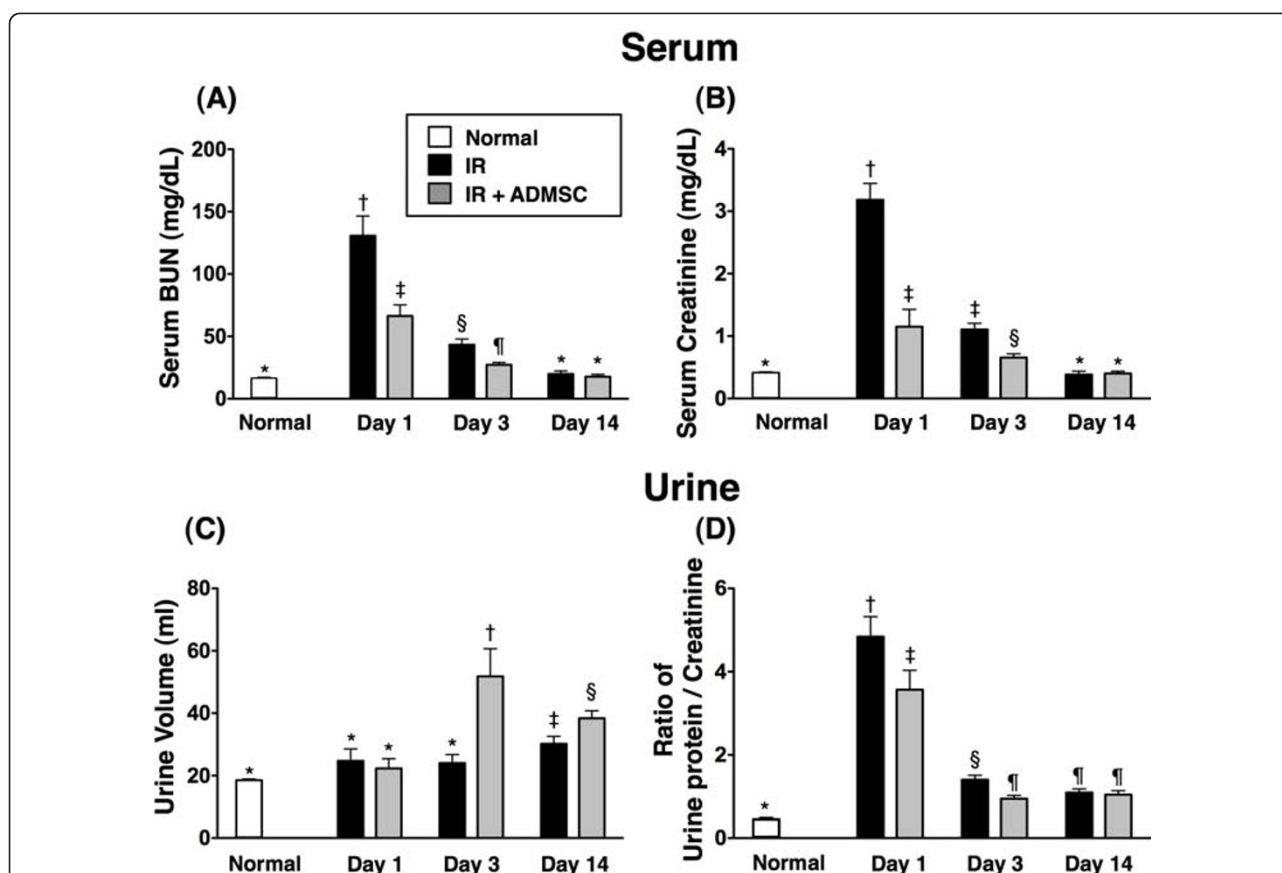 Serum
(A)
Normal
IR
IR + ADMSC
Serum BUN (mg/dL)
200
150
100
50
0
*
†
‡
§
¶
*
*
Normal
Day 1
Day 3
Day 14
(B)
Serum Creatinine (mg/dL)
4
3
2
1
0
*
†
‡
‡
§
*
*
Normal
Day 1
Day 3
Day 14
Urine
(C)
Urine Volume (ml)
80
60
40
20
0
*
*
*
*
†
‡
§
Normal
Day 1
Day 3
Day 14
(D)
Ratio of
Urine protein / Creatinine
6
4
2
0
*
†
‡
§
¶
¶
¶
Normal
Day 1
Day 3
Day 14